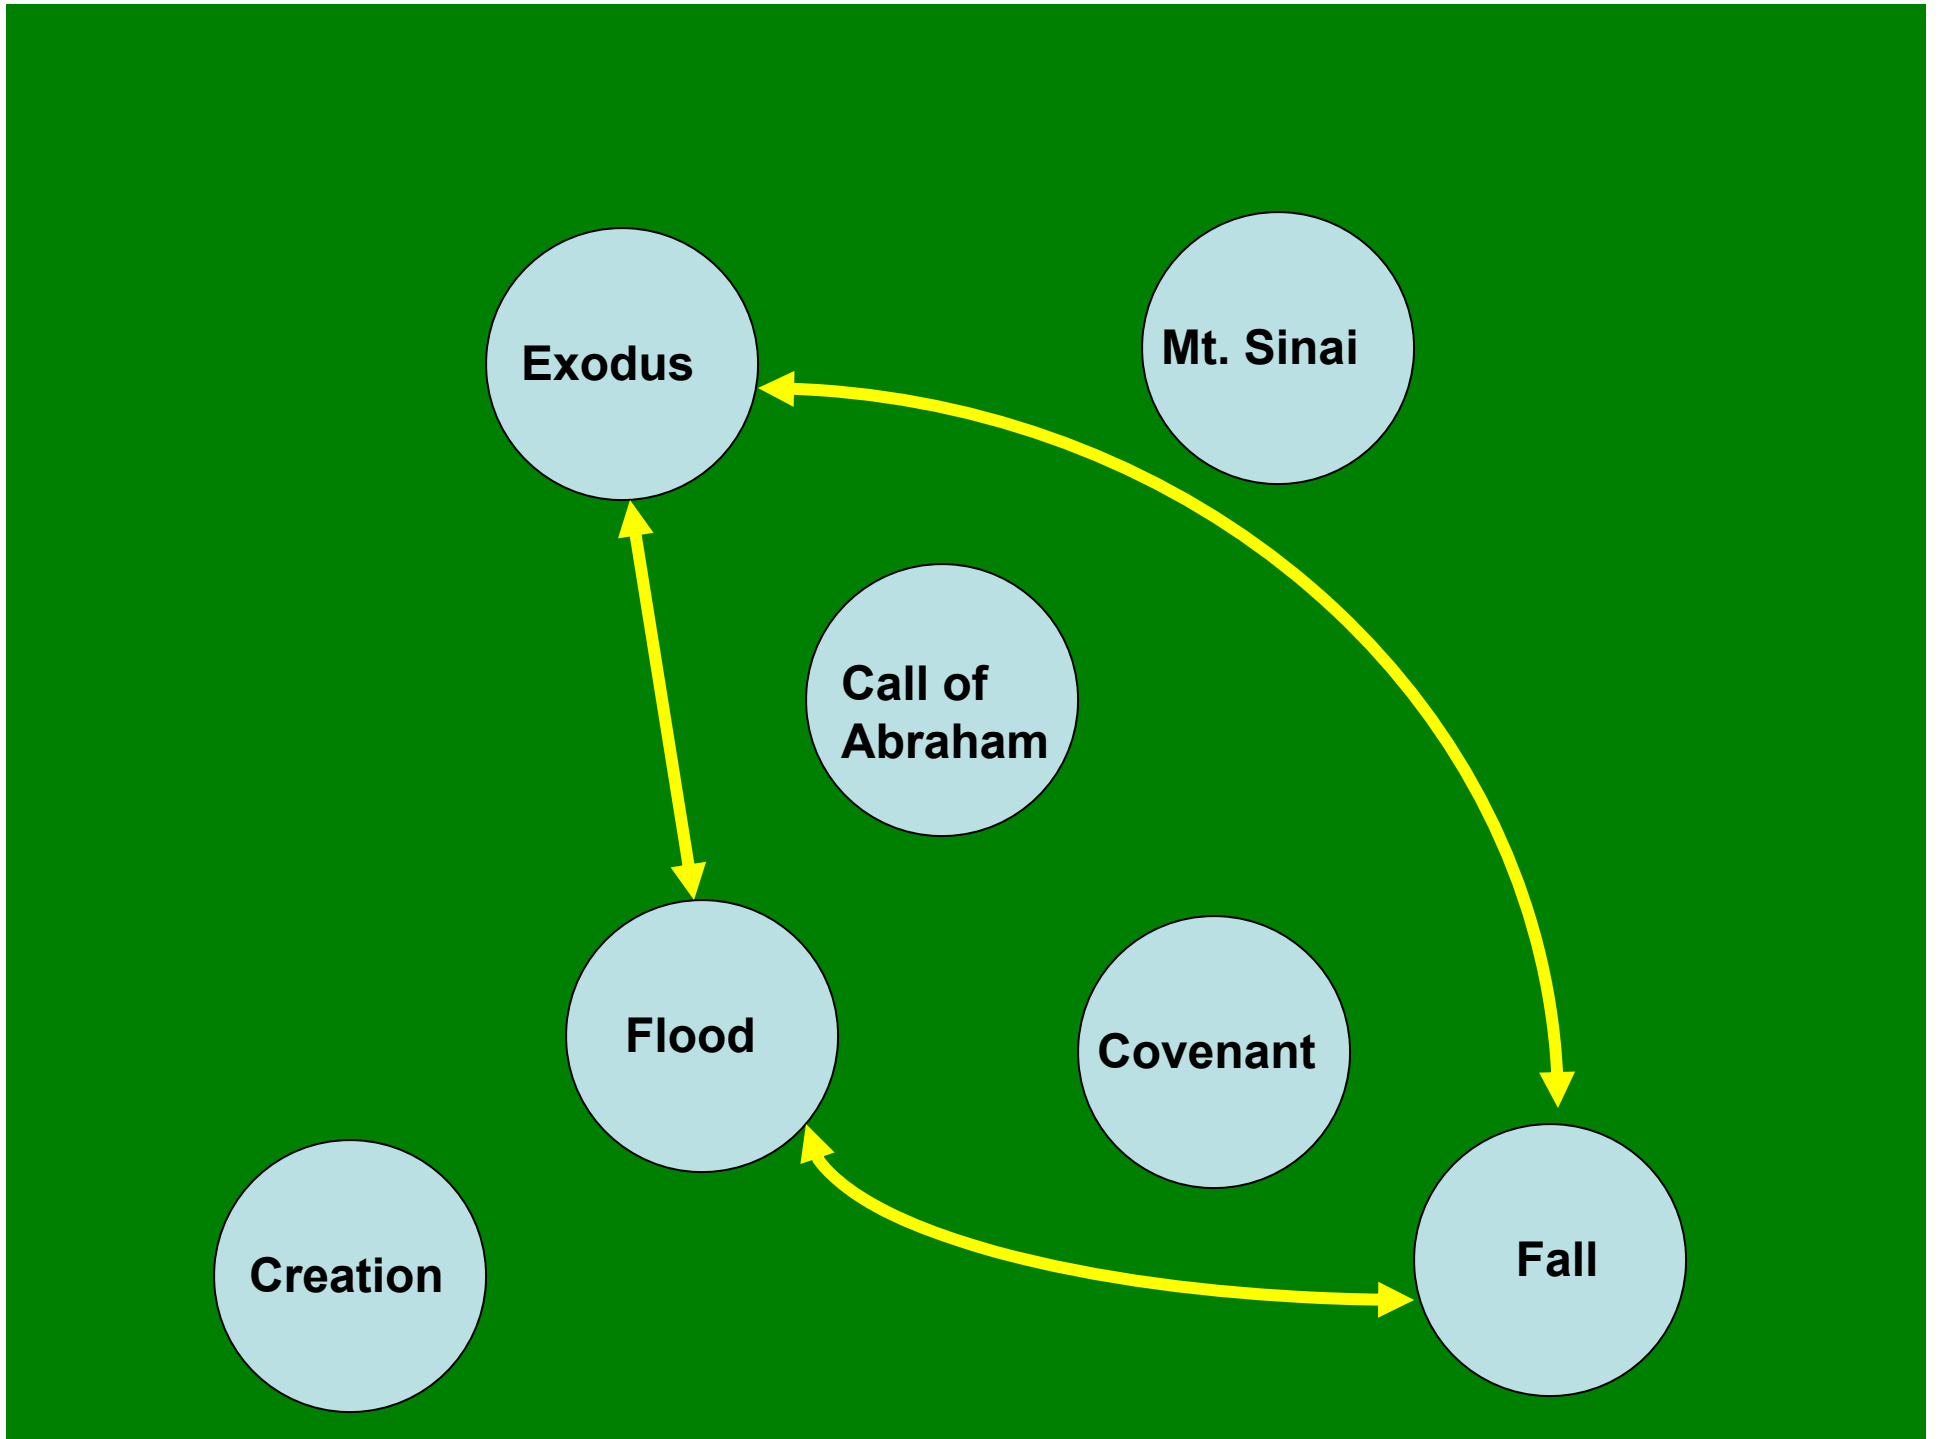 Exodus
Mt. Sinai
Call of
Abraham
Flood
Covenant
Fall
Creation